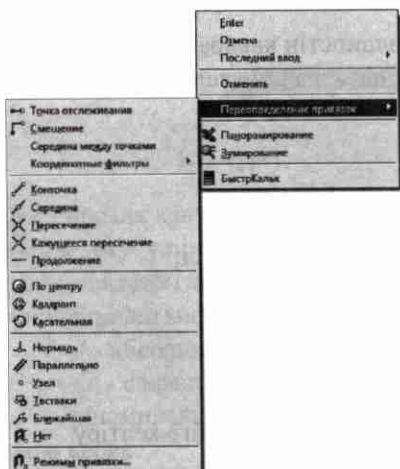 Enter
Отмена
Последний ввод
Отменить
Переопределение привязок
Панорамирование
Зумирование
БыстрКальк
Точка отслеживания
Смещение
Середина между точками
Координатные фильтры
Конточка
Середина
Пересечение
Кажущееся пересечение
Продолжение
По центру
Квадрант
Касательная
Нормаль
Параллельно
Узел
Твставки
Ближайшая
Нет
Режимы привязки...